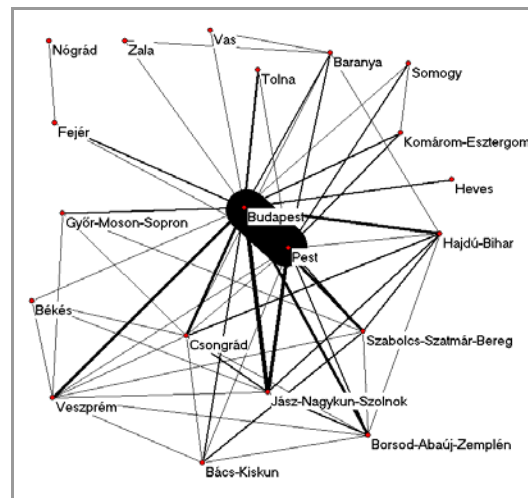 Vas
Nógrád
Zala
Baranya
Tolna
Somogy
Fejér
Komárom-Esztergom
Heves
Budapest
Győr-Moson-Sopron
Hajdú-Bihar
Pest
Békés
Csongrád
Szabolcs-Szatmár-Bereg
Veszprém
Jász-Nagykun-Szolnok
Borsod-Abaúj-Zemplén
Bács-Kiskun